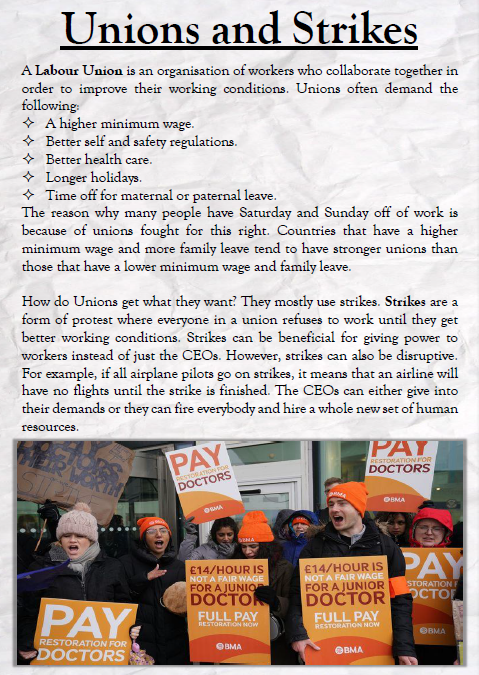 Unions and Strikes
A Labour Union is an organisation of workers who collaborate together in
order to improve their working conditions. Unions often demand the
following:
✧ A higher minimum wage.
✧ Better self and safety regulations.
✧ Better health care.
✧ Longer holidays.
✧ Time off for maternal or paternal leave.
The reason why many people have Saturday and Sunday off of work is
because of unions fought for this right. Countries that have a higher
minimum wage and more family leave tend to have stronger unions than
those that have a lower minimum wage and family leave.
How do Unions get what they want? They mostly use strikes. Strikes are a
form of protest where everyone in a union refuses to work until they get
better working conditions. Strikes can be beneficial for giving power to
workers instead of just the CEOs. However, strikes can also be disruptive.
For example, if all airplane pilots go on strikes, it means that an airline will
have no flights until the strike is finished. The CEOs can either give into
their demands or they can fire everybody and hire a whole new set of human
resources.
PAY
RESTORATION FOR
DOCTORS
BMA
PAY
RESTORATION FOR
DOCTORS
BMA
BMA
BMA
PAY
RESTORATION FOR
DOCTORS
£14/HOUR IS
NOT A FAIR WAGE
FOR A JUNIOR
DOCTOR
FULL PAY
RESTORATION NOW
BMA
£14/HOUR IS
NOT A FAIR WAGE
FOR A JUNIOR
DOCTOR
FULL PAY
RESTORATION NOW
BMA
PAY
BMA